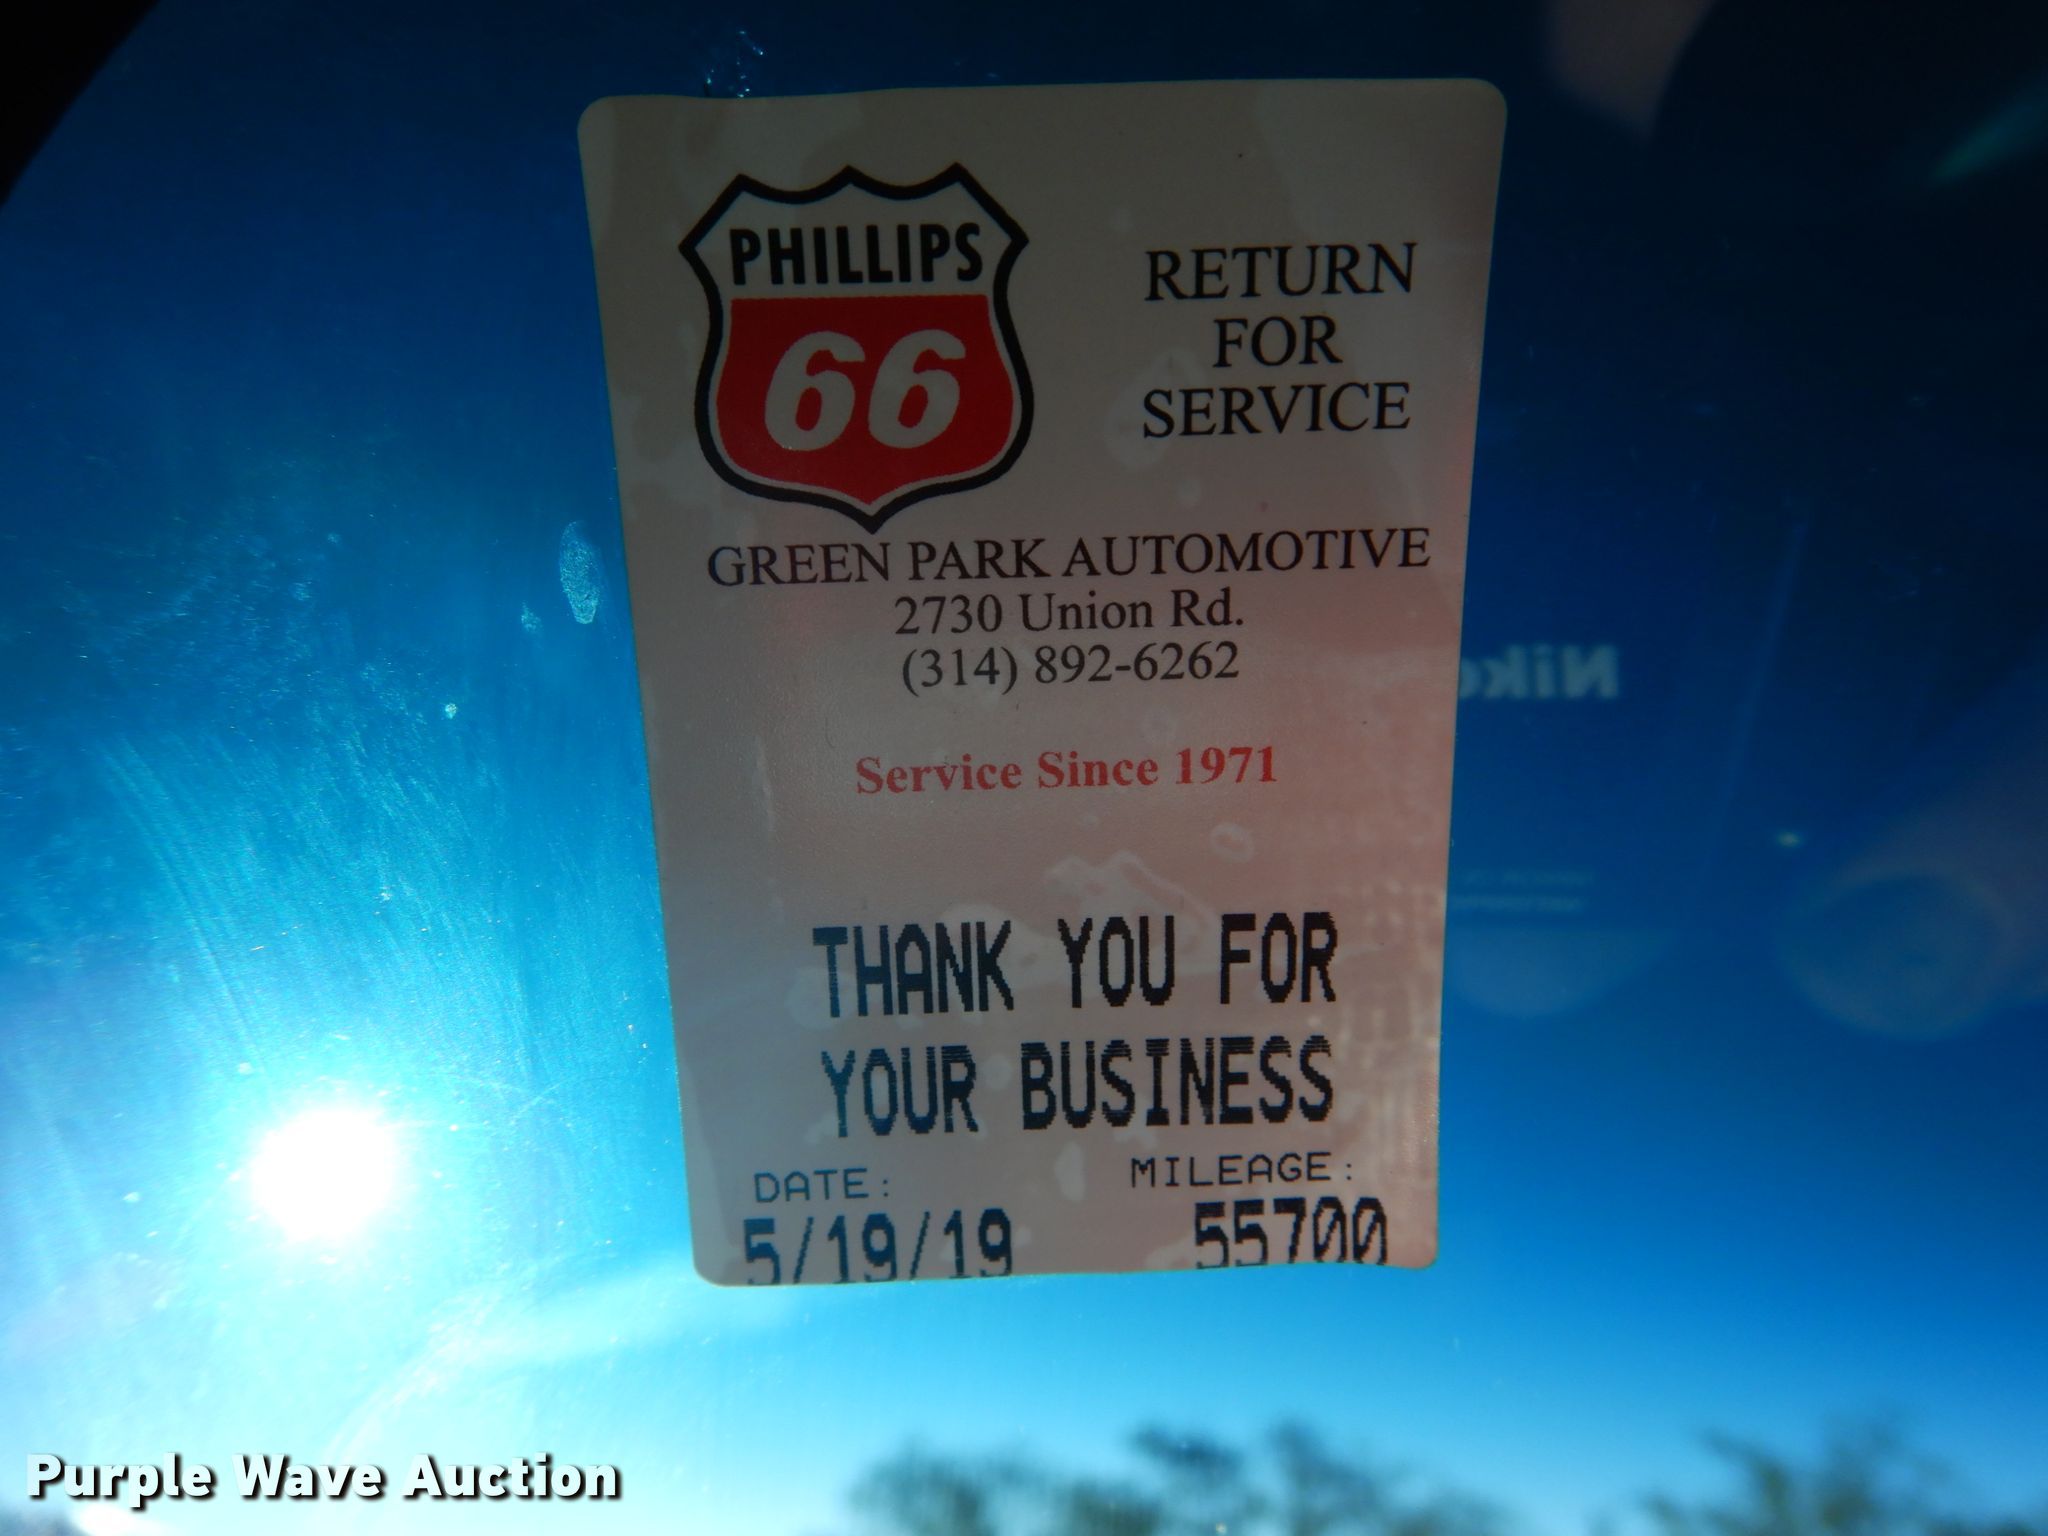 PHILLIPS
66
RETURN
FOR
SERVICE
GREEN PARK AUTOMOTIVE
2730 Union Rd.
(314) 892-6262
Service Since 1971
THANK YOU FOR
YOUR BUSINESS
DATE: MILEAGE:
5/19/19 55700
Nik
Purple Wave Auction